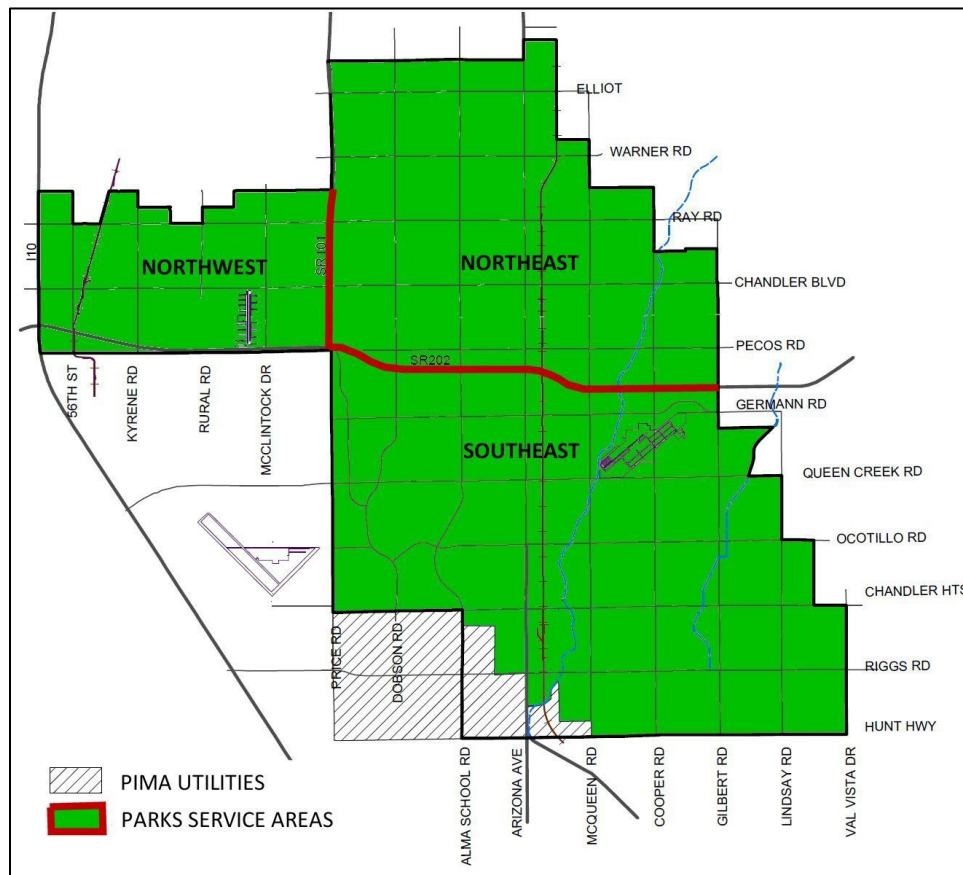 ELLIOT
WARNER RD
RAY RD
I10
NORTHWEST
SR101
NORTHEAST
CHANDLER BLVD
PECOS RD
SR202
56TH ST
KYRENE RD
RURAL RD
MCCLINTOCK DR
GERMANN RD
SOUTHEAST
QUEEN CREEK RD
OCOTILLO RD
CHANDLER HTS
PRICE RD
DOBSON RD
RIGGS RD
HUNT HWY
ALMA SCHOOL RD
ARIZONA AVE
MCQUEEN RD
COOPER RD
GILBERT RD
LINDSAY RD
VAL VISTA DR
PIMA UTILITIES
PARKS SERVICE AREAS